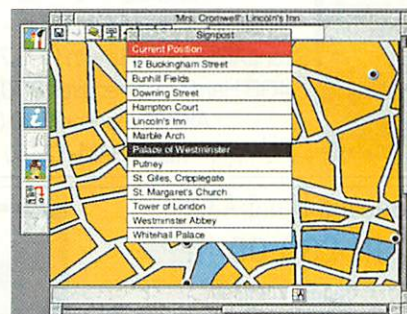 'Mrs. Cromwell': Lincoln's Inn
Signpost
Current Position
12 Buckingham Street
Bunhill Fields
Downing Street
Hampton Court
Lincoln's Inn
Marble Arch
Palace of Westminster
Putney
St. Giles, Cripplegate
St. Margaret's Church
Tower of London
Westminster Abbey
Whitehall Palace